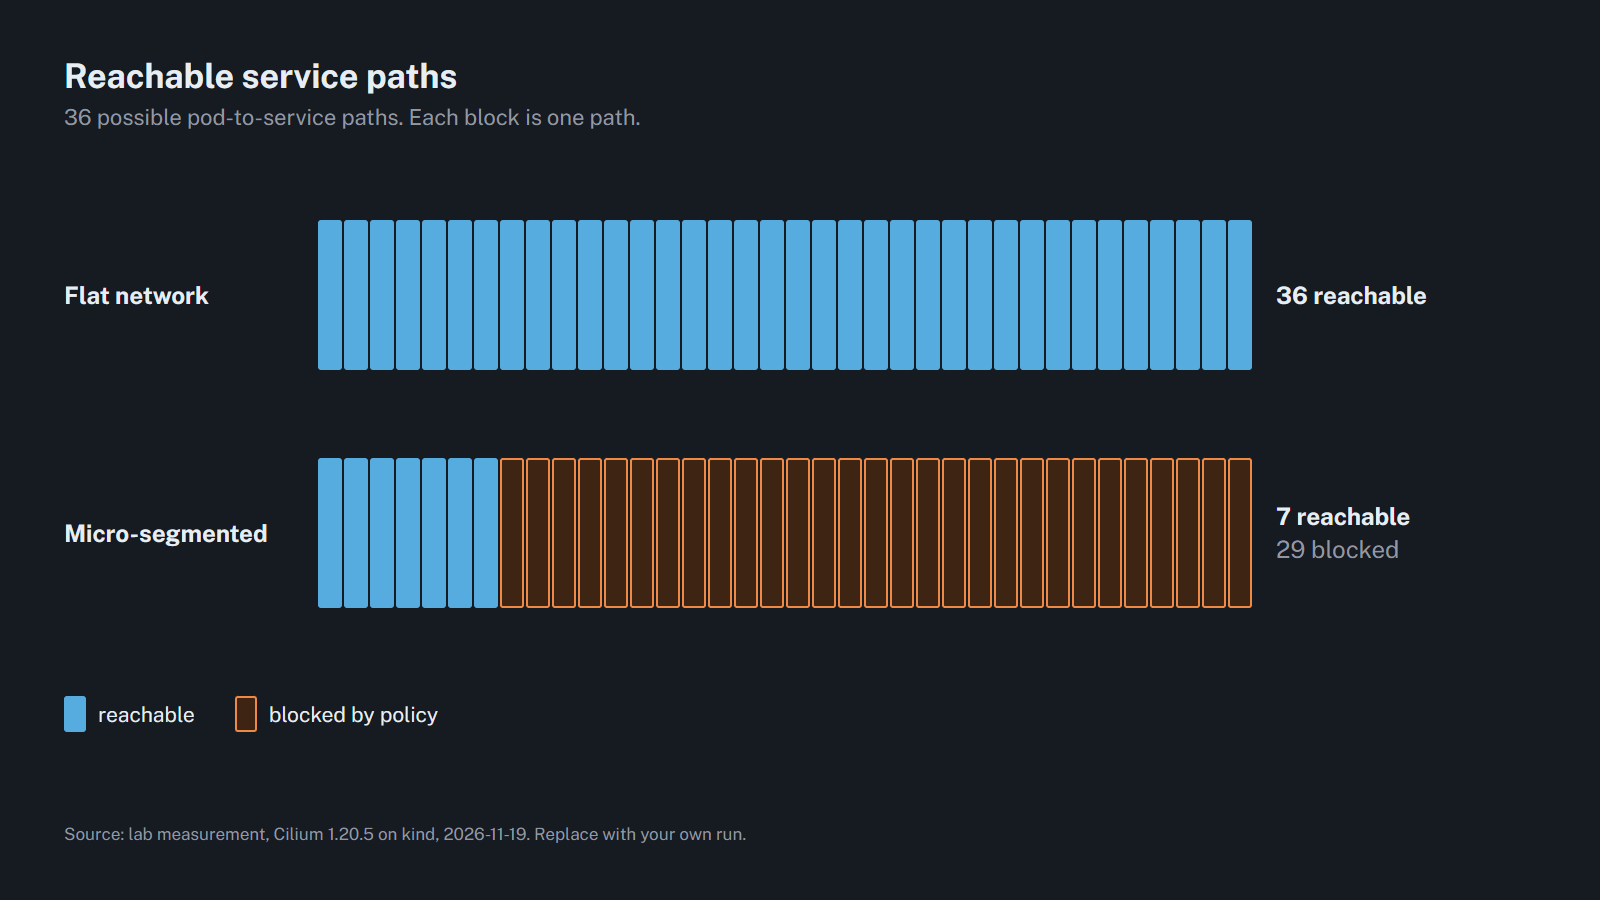 Reachable service paths
36 possible pod-to-service paths. Each block is one path.
Flat network
36 reachable
Micro-segmented
7 reachable
29 blocked
reachable
blocked by policy
Source: lab measurement, Cilium 1.20.5 on kind, 2026-11-19. Replace with your own run.